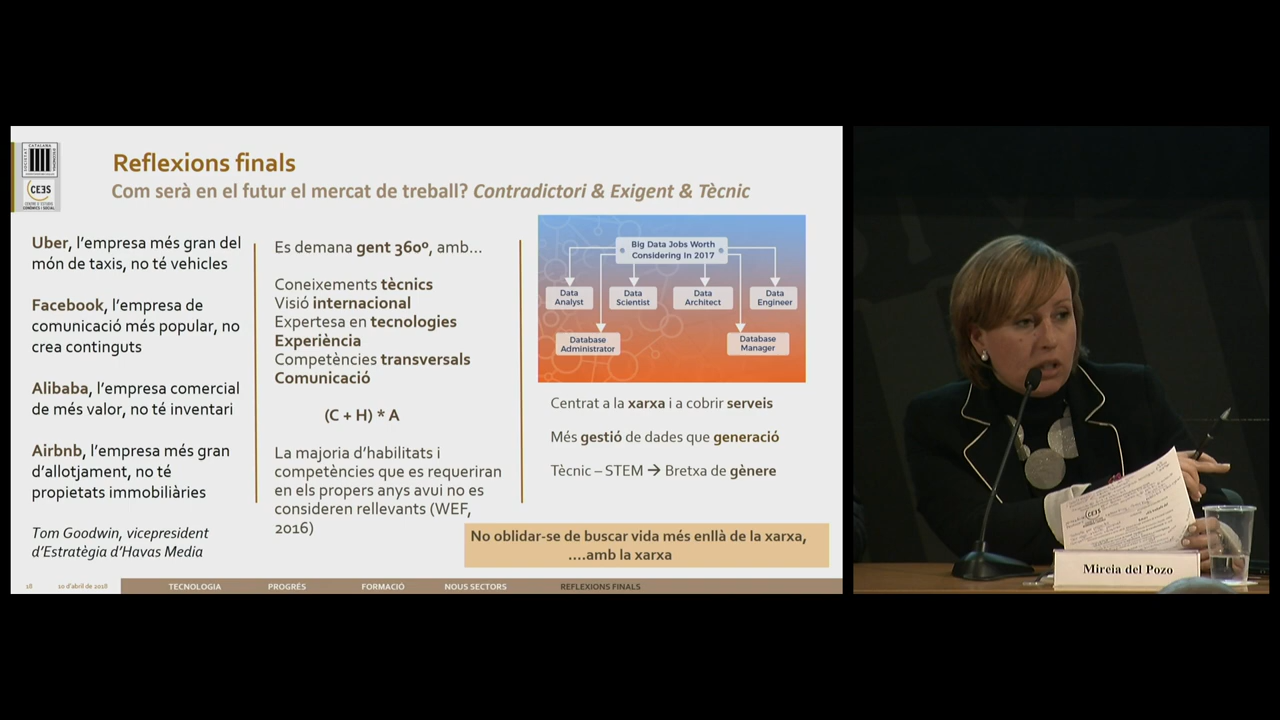 Reflexions finals
Com serà en el futur el mercat de treball? Contradictori & Exigent & Tècnic
CE3S
Uber, l'empresa més gran del
món de taxis, no té vehicles
Facebook, l'empresa de
comunicació més popular, no
crea continguts
Alibaba, l'empresa comercial
de més valor, no té inventari
Airbnb, l'empresa més gran
d'allotjament, no té
propietats immobiliàries
Tom Goodwin, vicepresident
d'Estratègia d'Havas Media
Es demana gent 360º, amb...
Coneixements tècnics
Visió internacional
Expertesa en tecnologies
Experiència
Competències transversals
Comunicació
(C + H) * A
La majoria d'habilitats i
competències que es requeriran
en els propers anys avui no es
consideren rellevants (WEF,
2016)
Big Data Jobs Worth
Considering in 2017
Data
Analyst
Data
Scientist
Data
Architect
Data
Engineer
Database
Administrator
Database
Manager
Centrat a la xarxa i a cobrir serveis
Més gestió de dades que generació
Tècnic – STEM → Bretxa de gènere
No oblidar-se de buscar vida més enllà de la xarxa,
....amb la xarxa
18 10 d'abril de 2018 TECNOLOGIA PROGRÉS FORMACIÓ NOUS SECTORS REFLEXIONS FINALS
Mireia del Pozo